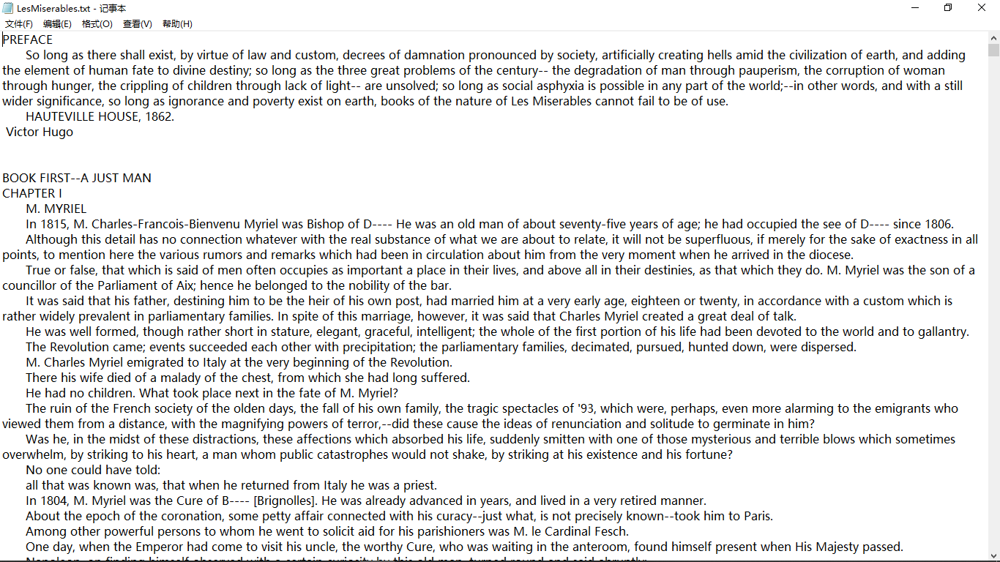 LesMiserables.txt - 记事本
文件(F) 编辑(E) 格式(O) 查看(V) 帮助(H)
PREFACE
So long as there shall exist, by virtue of law and custom, decrees of damnation pronounced by society, artificially creating hells amid the civilization of earth, and adding
the element of human fate to divine destiny; so long as the three great problems of the century-- the degradation of man through pauperism, the corruption of woman
through hunger, the crippling of children through lack of light-- are unsolved; so long as social asphyxia is possible in any part of the world;--in other words, and with a still
wider significance, so long as ignorance and poverty exist on earth, books of the nature of Les Miserables cannot fail to be of use.
HAUTEVILLE HOUSE, 1862.
Victor Hugo
BOOK FIRST--A JUST MAN
CHAPTER I
M. MYRIEL
In 1815, M. Charles-Francois-Bienvenu Myriel was Bishop of D---- He was an old man of about seventy-five years of age; he had occupied the see of D---- since 1806.
Although this detail has no connection whatever with the real substance of what we are about to relate, it will not be superfluous, if merely for the sake of exactness in all
points, to mention here the various rumors and remarks which had been in circulation about him from the very moment when he arrived in the diocese.
True or false, that which is said of men often occupies as important a place in their lives, and above all in their destinies, as that which they do. M. Myriel was the son of a
councillor of the Parliament of Aix; hence he belonged to the nobility of the bar.
It was said that his father, destining him to be the heir of his own post, had married him at a very early age, eighteen or twenty, in accordance with a custom which is
rather widely prevalent in parliamentary families. In spite of this marriage, however, it was said that Charles Myriel created a great deal of talk.
He was well formed, though rather short in stature, elegant, graceful, intelligent; the whole of the first portion of his life had been devoted to the world and to gallantry.
The Revolution came; events succeeded each other with precipitation; the parliamentary families, decimated, pursued, hunted down, were dispersed.
M. Charles Myriel emigrated to Italy at the very beginning of the Revolution.
There his wife died of a malady of the chest, from which she had long suffered.
He had no children. What took place next in the fate of M. Myriel?
The ruin of the French society of the olden days, the fall of his own family, the tragic spectacles of '93, which were, perhaps, even more alarming to the emigrants who
viewed them from a distance, with the magnifying powers of terror,--did these cause the ideas of renunciation and solitude to germinate in him?
Was he, in the midst of these distractions, these affections which absorbed his life, suddenly smitten with one of those mysterious and terrible blows which sometimes
overwhelm, by striking to his heart, a man whom public catastrophes would not shake, by striking at his existence and his fortune?
No one could have told:
all that was known was, that when he returned from Italy he was a priest.
In 1804, M. Myriel was the Cure of B---- [Brignolles]. He was already advanced in years, and lived in a very retired manner.
About the epoch of the coronation, some petty affair connected with his curacy--just what, is not precisely known--took him to Paris.
Among other powerful persons to whom he went to solicit aid for his parishioners was M. le Cardinal Fesch.
One day, when the Emperor had come to visit his uncle, the worthy Cure, who was waiting in the anteroom, found himself present when His Majesty passed.